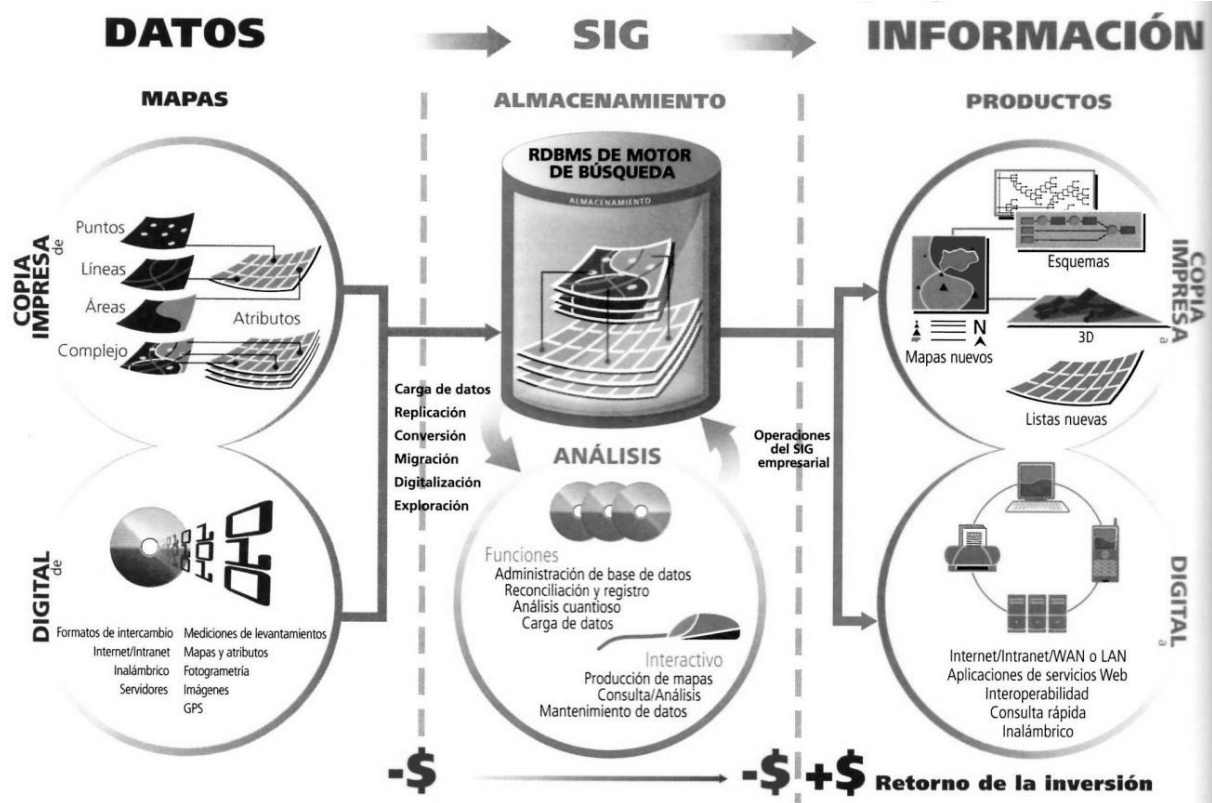 DATOS
SIG
INFORMACIÓN
MAPAS
ALMACENAMIENTO
PRODUCTOS
COPIA
IMPRESA
de
Puntos
Líneas
Áreas
Atributos
Complejo
RDBMS DE MOTOR
DE BÚSQUEDA
ALMACENAMIENTO
Esquemas
N
Mapas nuevos
3D
Listas nuevas
COPIA
IMPRESA
a
Carga de datos
Replicación
Conversión
Migración
Digitalización
Exploración
Operaciones
del SIG
empresarial
ANÁLISIS
Funciones
Administración de base de datos
Reconciliación y registro
Análisis cuantioso
Carga de datos
Interactivo
Producción de mapas
Consulta/Análisis
Mantenimiento de datos
DIGITAL
de
Formatos de intercambio
Internet/Intranet
Inalámbrico
Servidores
Mediciones de levantamientos
Mapas y atributos
Fotogrametría
Imágenes
GPS
DIGITAL
a
Internet/Intranet/WAN o LAN
Aplicaciones de servicios Web
Interoperabilidad
Consulta rápida
Inalámbrico
-$
-$
+$ Retorno de la inversión